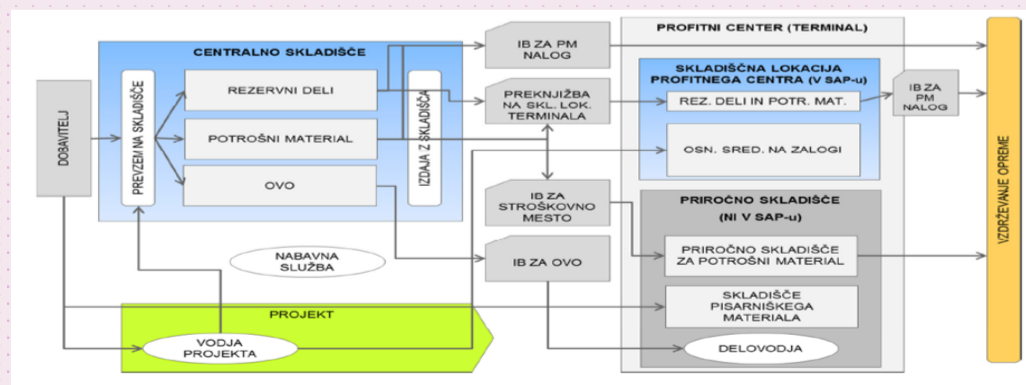 DOBAVITELJ
CENTRALNO SKLADIŠČE
PREVZEM NA SKLADIŠČE
REZERVNI DELI
POTROŠNI MATERIAL
OVO
IZDAJA Z SKLADIŠČA
NABAVNA
SLUŽBA
PROJEKT
VODJA
PROJEKTA
IB ZA PM
NALOG
PREKNJIŽBA
NA SKL. LOK.
TERMINALA
IB ZA
STROŠKOVNO
MESTO
IB ZA OVO
PROFITNI CENTER (TERMINAL)
SKLADIŠČNA LOKACIJA
PROFITNEGA CENTRA (V SAP-u)
REZ. DELI IN POTR. MAT.
OSN. SRED. NA ZALOGI
PRIROČNO SKLADIŠČE
(NI V SAP-u)
PRIROČNO SKLADIŠČE
ZA POTROŠNI MATERIAL
SKLADIŠČE
PISARNIŠKEGA
MATERIALA
DELOVODJA
IB ZA
PM
NALOG
VZDRŽEVANJE OPREME